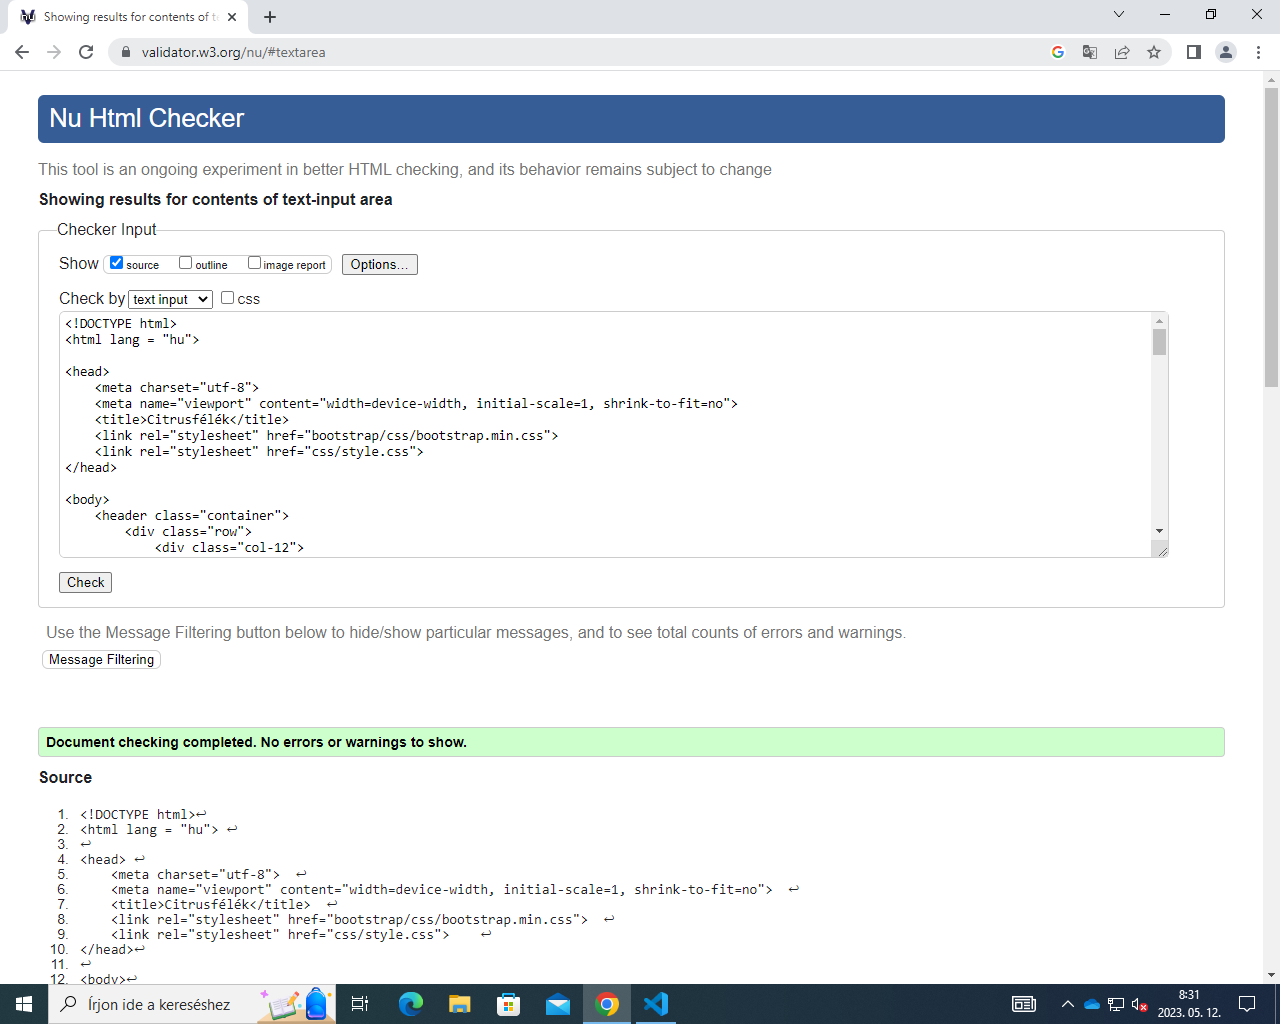 Showing results for contents of te
validator.w3.org/nu/#textarea
Nu Html Checker
This tool is an ongoing experiment in better HTML checking, and its behavior remains subject to change
Showing results for contents of text-input area
Checker Input
Show source outline image report Options...
Check by text input css
<!DOCTYPE html>
<html lang = "hu">
<head>
<meta charset="utf-8">
<meta name="viewport" content="width=device-width, initial-scale=1, shrink-to-fit=no">
<title>Citrusfélék</title>
<link rel="stylesheet" href="bootstrap/css/bootstrap.min.css">
<link rel="stylesheet" href="css/style.css">
</head>
<body>
<header class="container">
<div class="row">
<div class="col-12">
Check
Use the Message Filtering button below to hide/show particular messages, and to see total counts of errors and warnings.
Message Filtering
Document checking completed. No errors or warnings to show.
Source
1. <!DOCTYPE html>↩
2. <html lang = "hu"> ↩
3. ↩
4. <head> ↩
5. <meta charset="utf-8"> ↩
6. <meta name="viewport" content="width=device-width, initial-scale=1, shrink-to-fit=no"> ↩
7. <title>Citrusfélék</title> ↩
8. <link rel="stylesheet" href="bootstrap/css/bootstrap.min.css"> ↩
9. <link rel="stylesheet" href="css/style.css"> ↩
10. </head>↩
11. ↩
12. <body>↩
Írjon ide a kereséshez
8:31
2023. 05. 12.